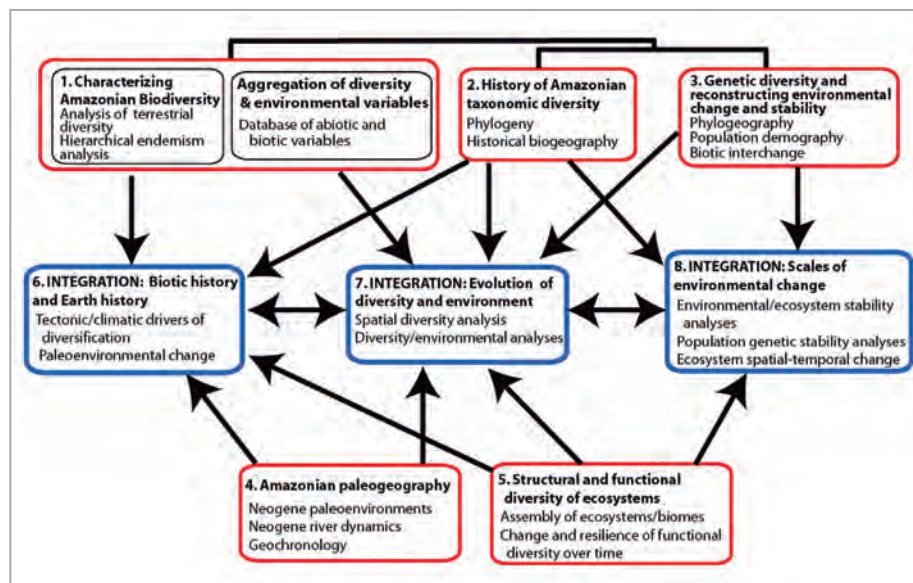 1. Characterizing
Amazonian Biodiversity
Analysis of terrestrial
diversity
Hierarchical endemism
analysis
Aggregation of diversity
& environmental variables
Database of abiotic and
biotic variables
2. History of Amazonian
taxonomic diversity
Phylogeny
Historical biogeography
3. Genetic diversity and
reconstructing environmental
change and stability
Phylogeography
Population demography
Biotic interchange
6. INTEGRATION: Biotic history
and Earth history
Tectonic/climatic drivers of
diversification
Paleoenvironmental change
7. INTEGRATION: Evolution of
diversity and environment
Spatial diversity analysis
Diversity/environmental analyses
8. INTEGRATION: Scales of
environmental change
Environmental/ecosystem stability
analyses
Population genetic stability analyses
Ecosystem spatial-temporal change
4. Amazonian paleogeography
Neogene paleoenvironments
Neogene river dynamics
Geochronology
5. Structural and functional
diversity of ecosystems
Assembly of ecosystems/biomes
Change and resilience of functional
diversity over time